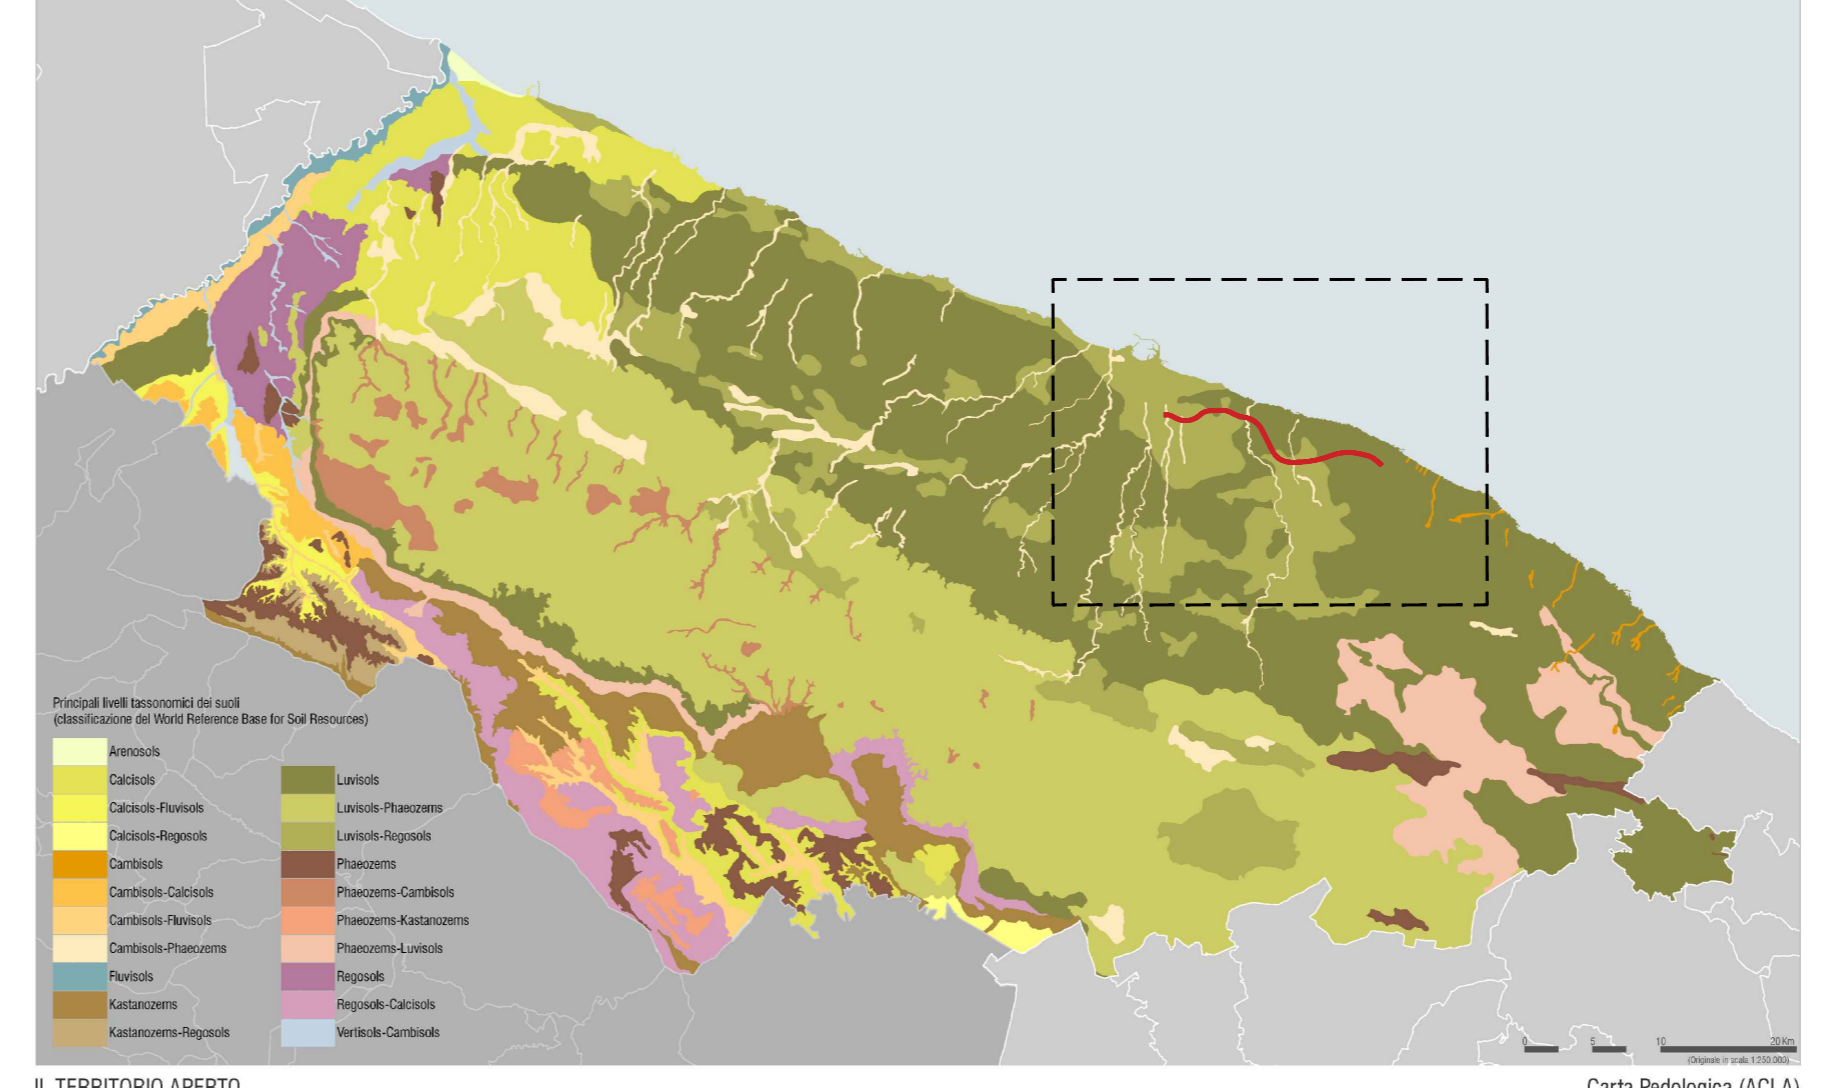 Principali livelli tassonomici dei suoli
(classificazione del World Reference Base for Soil Resources)
Arenosols
Calcisols
Calcisols-Fluvisols
Calcisols-Regosols
Cambisols
Cambisols-Calcisols
Cambisols-Fluvisols
Cambisols-Phaeozems
Fluvisols
Kastanozems
Kastanozems-Regosols
Luvisols
Luvisols-Phaeozems
Luvisols-Regosols
Phaeozems
Phaeozems-Cambisols
Phaeozems-Kastanozems
Phaeozems-Luvisols
Regosols
Regosols-Calcisols
Vertisols-Cambisols
0 5 10 20 Km
(Originale in scala 1:250.000)
IL TERRITORIO APERTO
Carta Pedologica (ACLA)